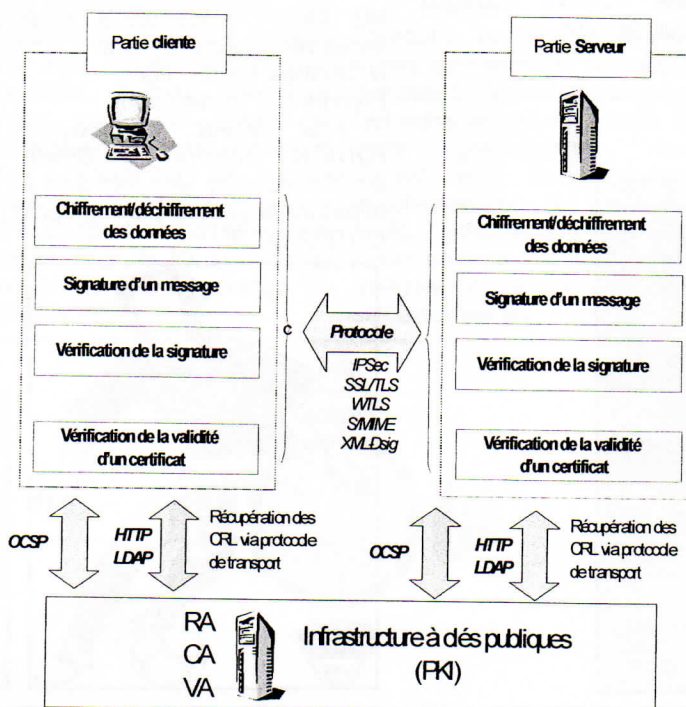 Partie cliente
Chiffrement/déchiffrement
des données
Signature d'un message
Vérification de la signature
Vérification de la validité
d'un certificat
C
Protocole
IPSec
SSL/TLS
WTLS
S/MIME
XML-Dsig
Partie Serveur
Chiffrement/déchiffrement
des données
Signature d'un message
Vérification de la signature
Vérification de la validité
d'un certificat
OCSP
HTTP
LDAP
Récupération des
CRL via protocole
de transport
OCSP
HTTP
LDAP
Récupération des
CRL via protocole
de transport
RA
CA
VA
Infrastructure à clés publiques
(PKI)